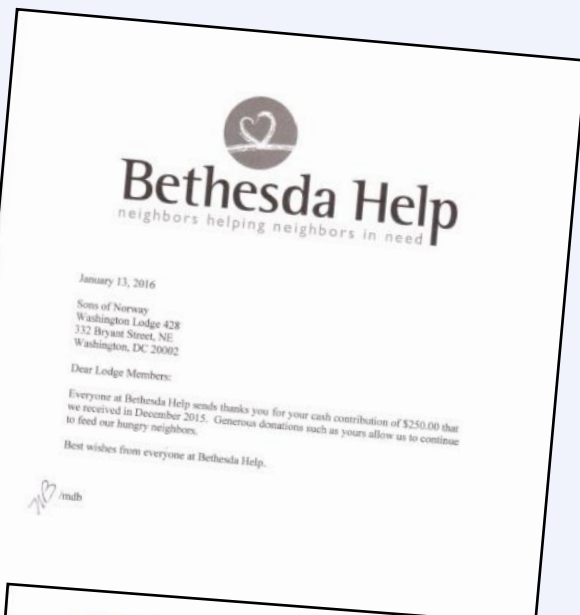 Bethesda Help
neighbors helping neighbors in need
January 13, 2016
Sons of Norway
Washington Lodge 428
332 Bryant Street, NE
Washington, DC 20002
Dear Lodge Members:
Everyone at Bethesda Help sends thanks you for your cash contribution of $250.00 that
we received in December 2015. Generous donations such as yours allow us to continue
to feed our hungry neighbors.
Best wishes from everyone at Bethesda Help.
/mdh